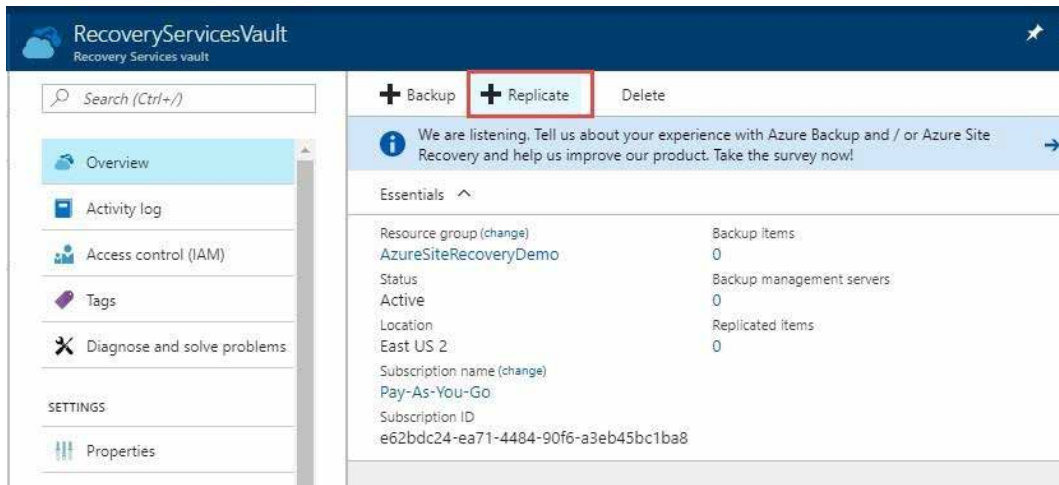 RecoveryServicesVault
Recovery Services vault
Search (Ctrl+/)
Overview
Activity log
Access control (IAM)
Tags
Diagnose and solve problems
SETTINGS
Properties
Backup
Replicate
Delete
We are listening. Tell us about your experience with Azure Backup and / or Azure Site
Recovery and help us improve our product. Take the survey now!
Essentials
Resource group (change)
AzureSiteRecoveryDemo
Status
Active
Location
East US 2
Subscription name (change)
Pay-As-You-Go
Subscription ID
e62bdc24-ea71-4484-90f6-a3eb45bc1ba8
Backup items
0
Backup management servers
0
Replicated items
0